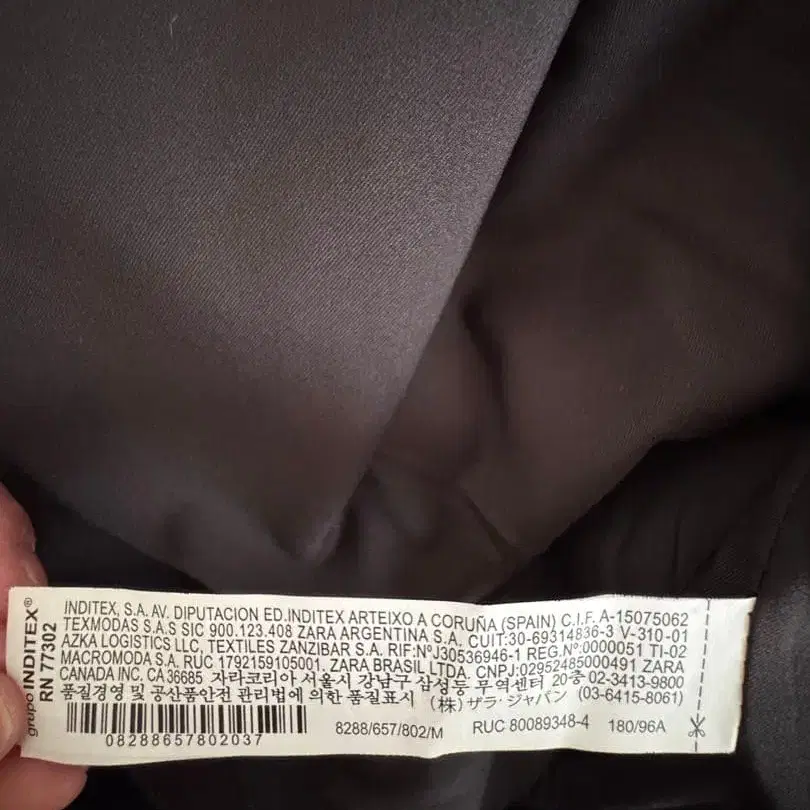 grupo INDITEX®
RN 77302
INDITEX, S.A. AV. DIPUTACION ED.INDITEX ARTEIXO A CORUÑA (SPAIN) C.I.F. A-15075062
TEXMODAS S.A.S SIC 900.123.408 ZARA ARGENTINA S.A. CUIT:30-69314836-3 V-310-01
AZKA LOGISTICS LLC. TEXTILES ZANZIBAR S.A. RIF:NºJ30536946-1 REG.Nº0000051 TI-02
MACROMODA S.A. RUC 1792159105001. ZARA BRASIL LTDA. CNPJ:02952485000491 ZARA
CANADA INC. CA 36685 자라코리아 서울시 강남구 삼성동 무역센터 20층 02-3413-9800
품질경영 및 공산품안전 관리법에 의한 품질표시 (株) ザラ·ジャパン (03-6415-8061)
08288657802037
8288/657/802/M RUC 80089348-4 180/96A